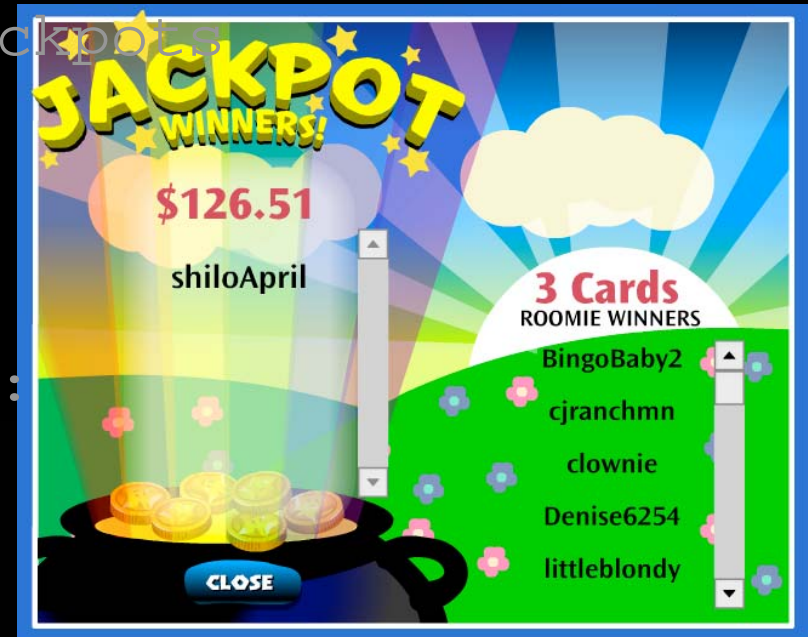 ckpots
JACKPOT
WINNERS!
$126.51
shiloApril
3 Cards
ROOMIE WINNERS
BingoBaby2
cjranchmn
clownie
Denise6254
littleblondy
:
CLOSE